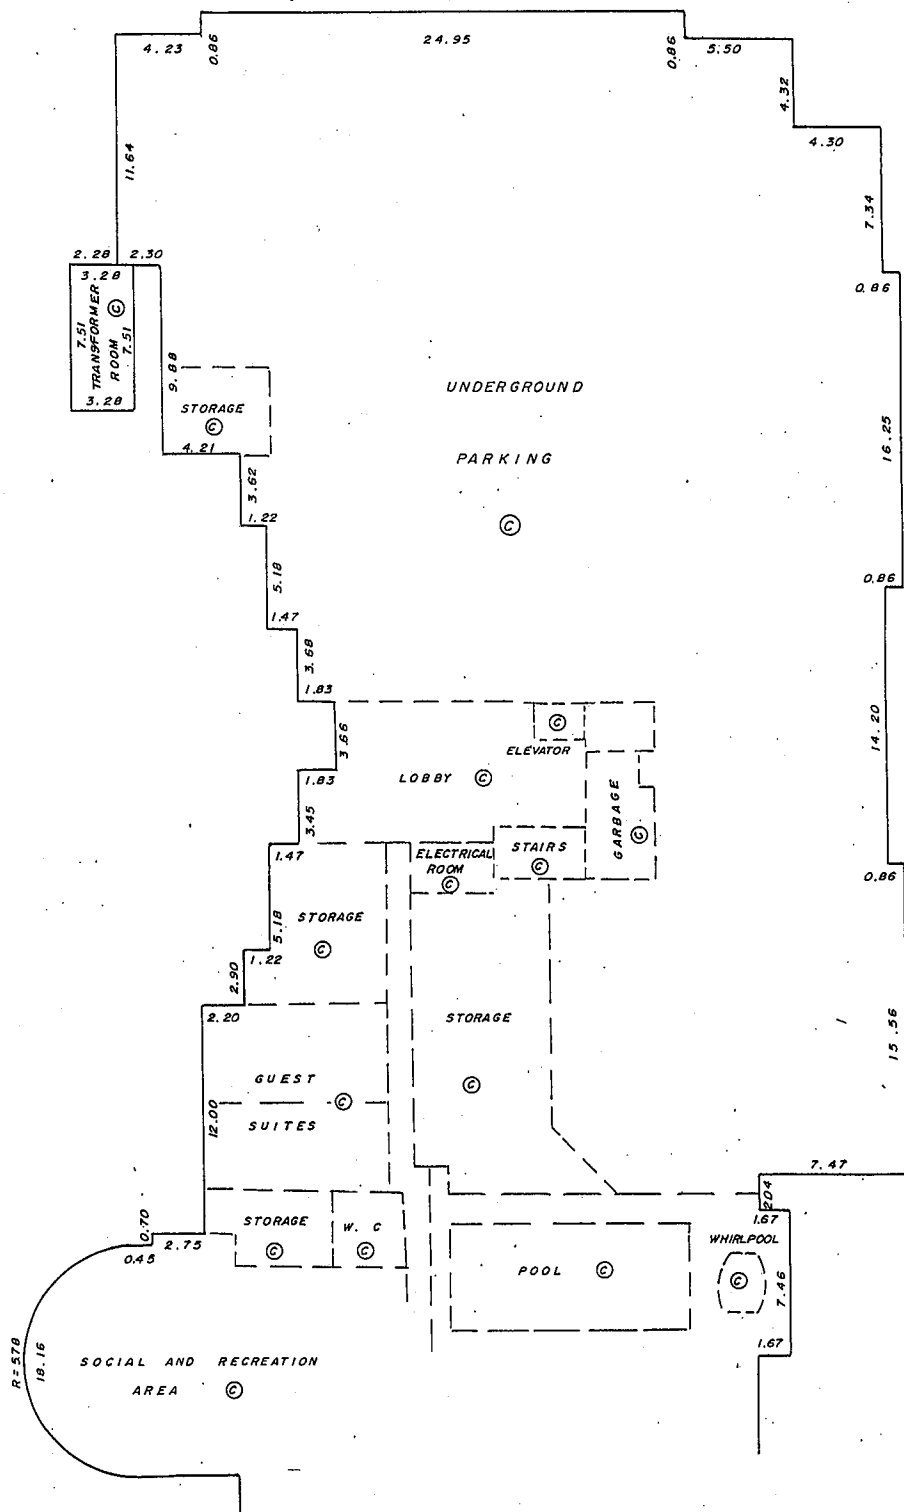 24.95
4.23
0.86
0.86
5.50
4.32
4.30
11.64
7.34
2.28 2.30
0.86
3.28
7.51
TRANSFORMER
ROOM ©
7.51
3.28
9.88
UNDERGROUND
PARKING
©
STORAGE
©
4.21
16.25
3.62
1.22
5.18
0.86
1.47
3.68
1.83
3.66
14.20
©
ELEVATOR
LOBBY ©
1.83
GARBAGE
©
3.45
1.47
ELECTRICAL
ROOM
©
STAIRS
©
0.86
5.18
STORAGE
©
1.22
2.90
2.20
STORAGE
©
15.56
GUEST
©
SUITES
12.00
7.47
2.04
1.67
0.70
2.75
0.45
STORAGE
©
W. C
©
WHIRLPOOL
©
7.46
POOL ©
1.67
R=5.78
18.16
SOCIAL AND RECREATION
AREA ©